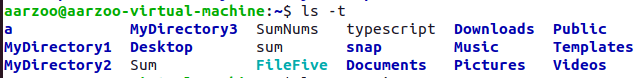 aarzoo@aarzoo-virtual-machine:~$ ls -t
a MyDirectory3 SumNums typescript Downloads Public
MyDirectory1 Desktop sum snap Music Templates
MyDirectory2 Sum FileFive Documents Pictures Videos